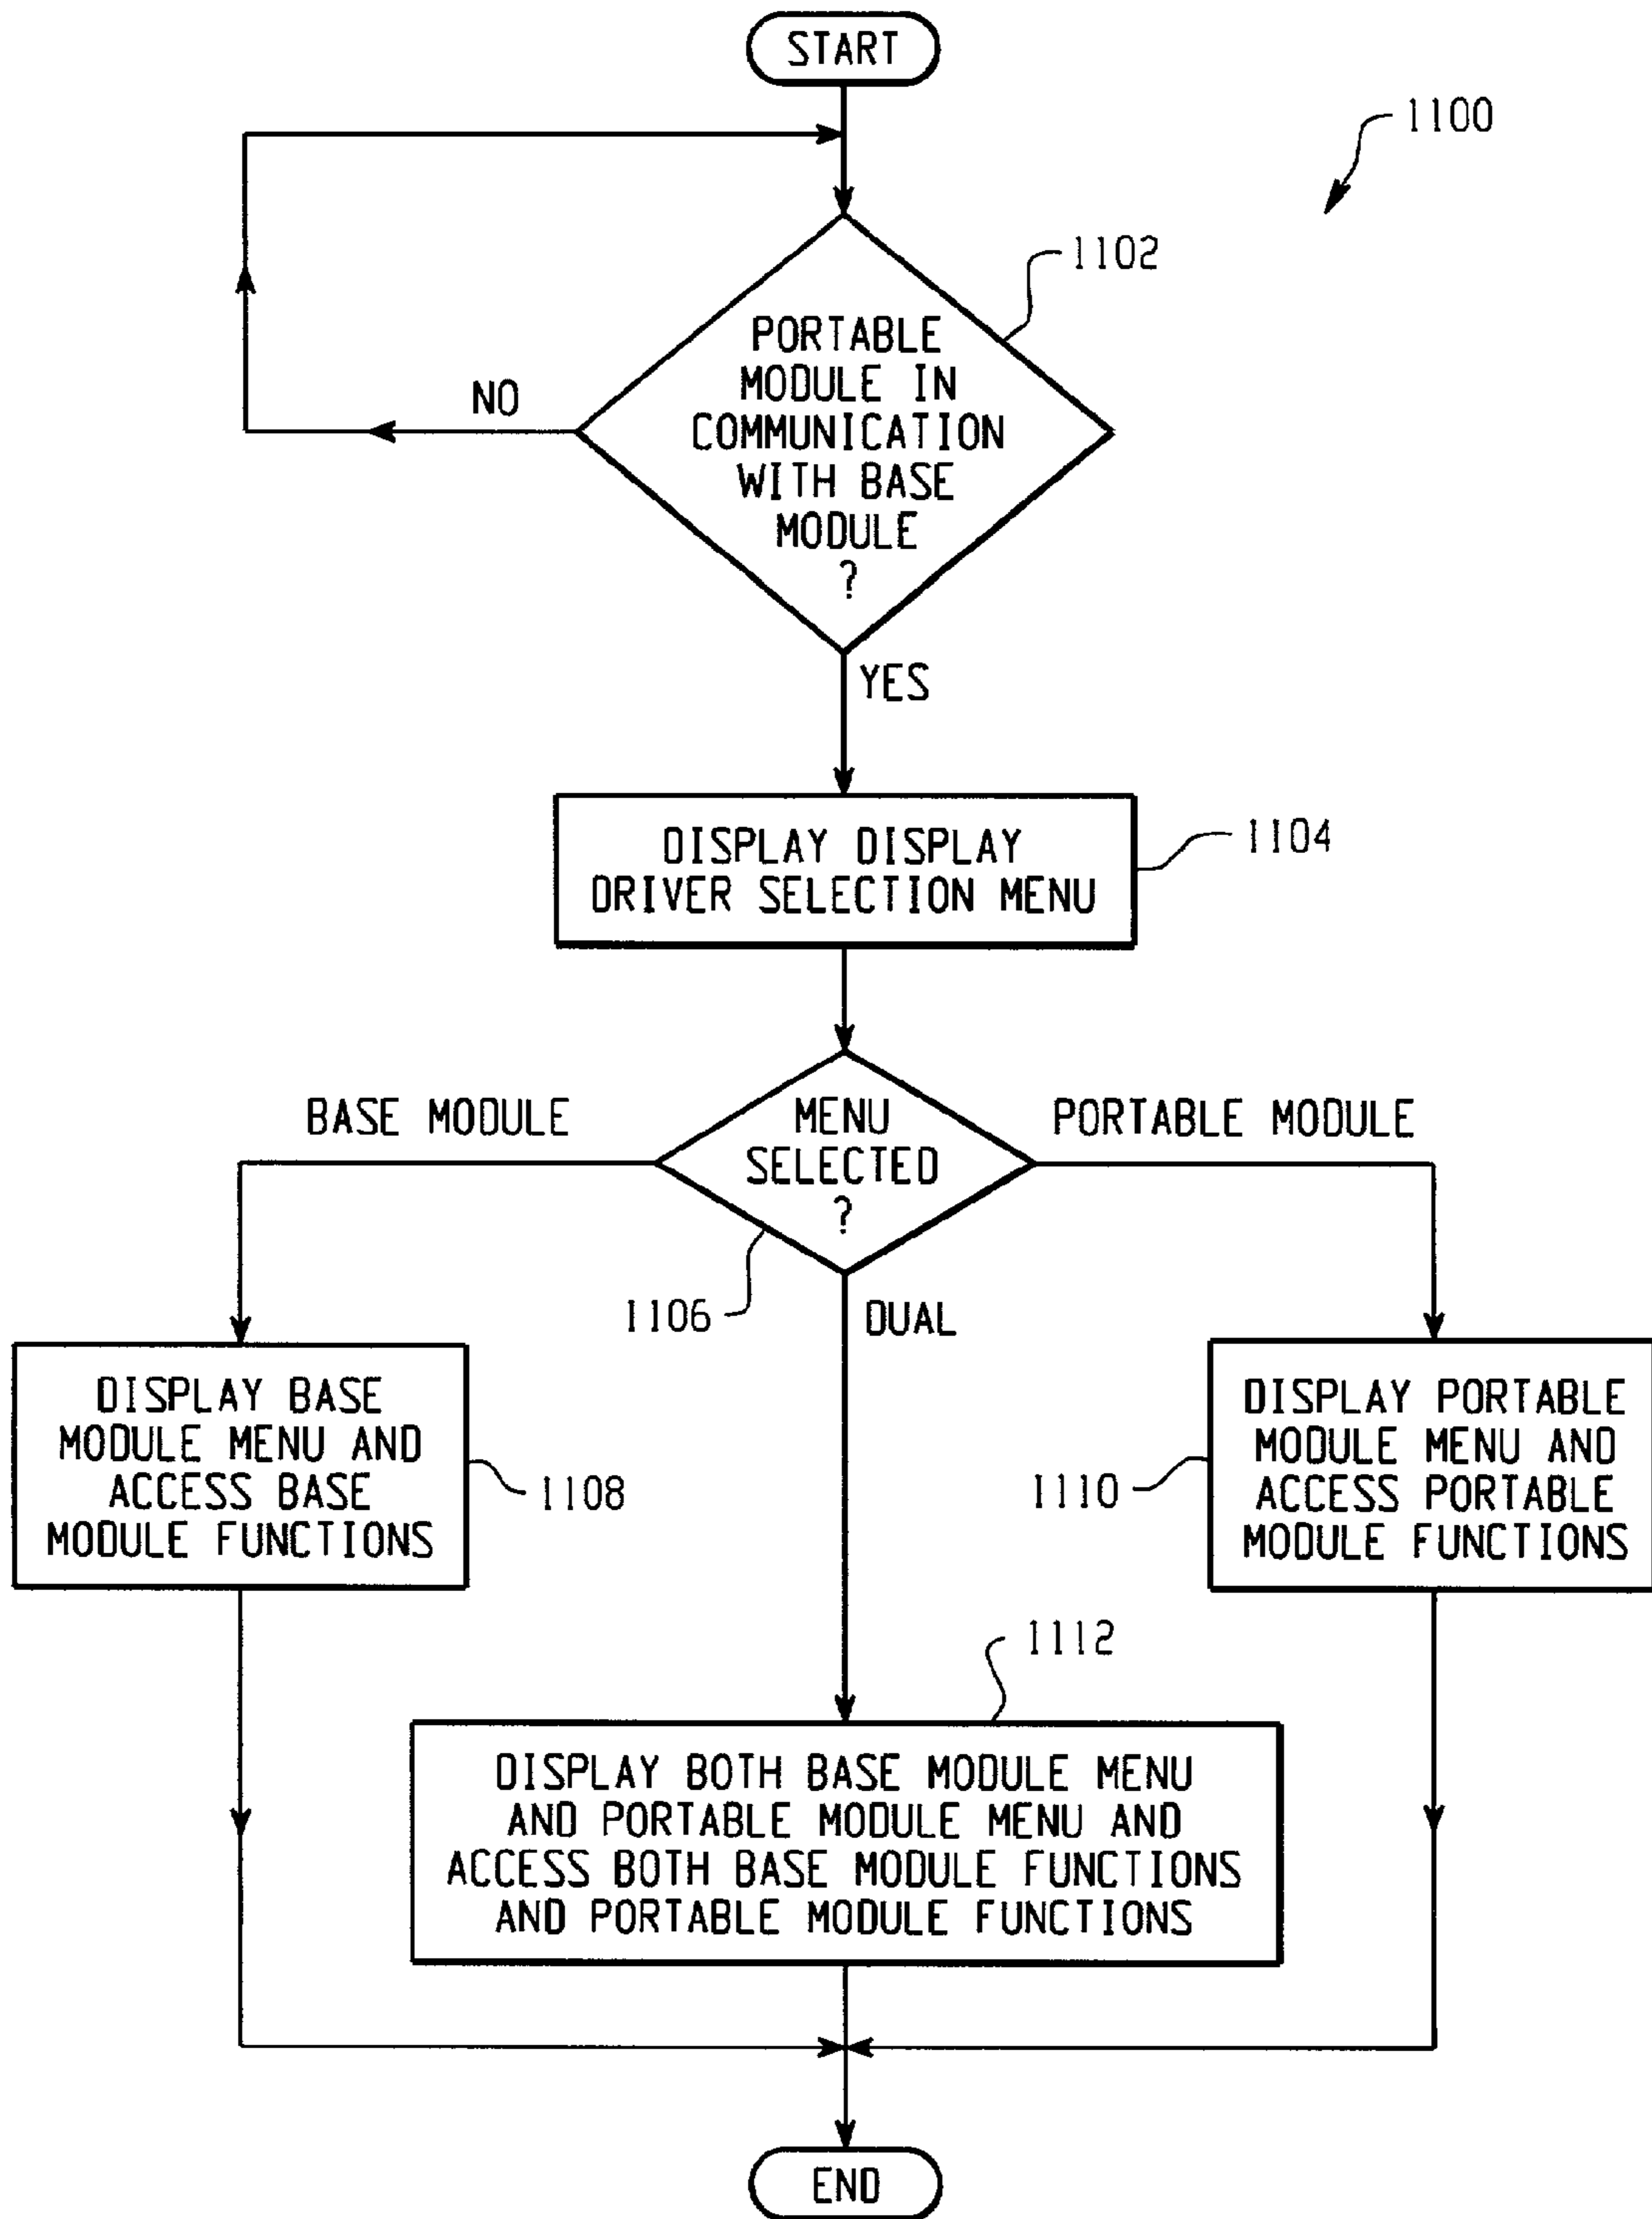 START
1100
1102
PORTABLE
MODULE IN
COMMUNICATION
WITH BASE
MODULE
?
NO
YES
DISPLAY DISPLAY
DRIVER SELECTION MENU
1104
BASE MODULE
MENU
SELECTED
?
PORTABLE MODULE
1106
DUAL
DISPLAY BASE
MODULE MENU AND
ACCESS BASE
MODULE FUNCTIONS
1108
1110
DISPLAY PORTABLE
MODULE MENU AND
ACCESS PORTABLE
MODULE FUNCTIONS
1112
DISPLAY BOTH BASE MODULE MENU
AND PORTABLE MODULE MENU AND
ACCESS BOTH BASE MODULE FUNCTIONS
AND PORTABLE MODULE FUNCTIONS
END